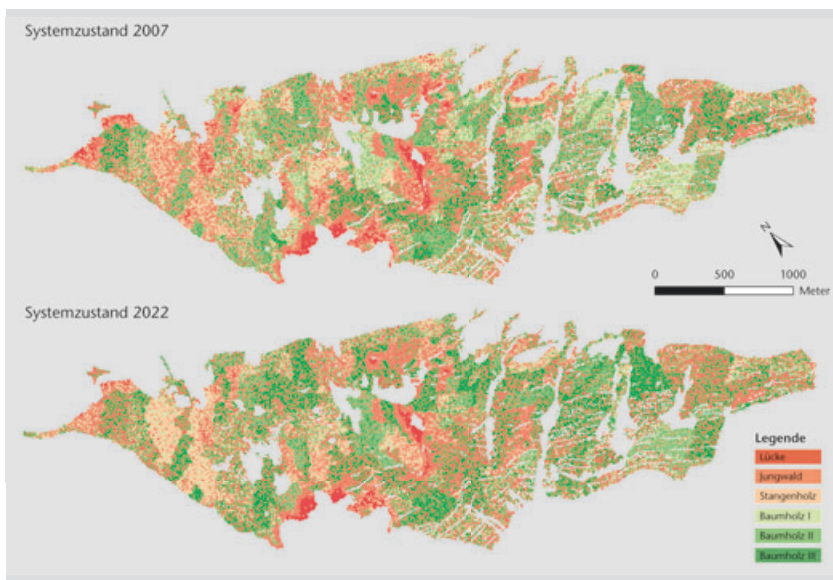 Systemzustand 2007
N
0 500 1000
Meter
Systemzustand 2022
Legende
Lücke
Jungwald
Stangenholz
Baumholz I
Baumholz II
Baumholz III